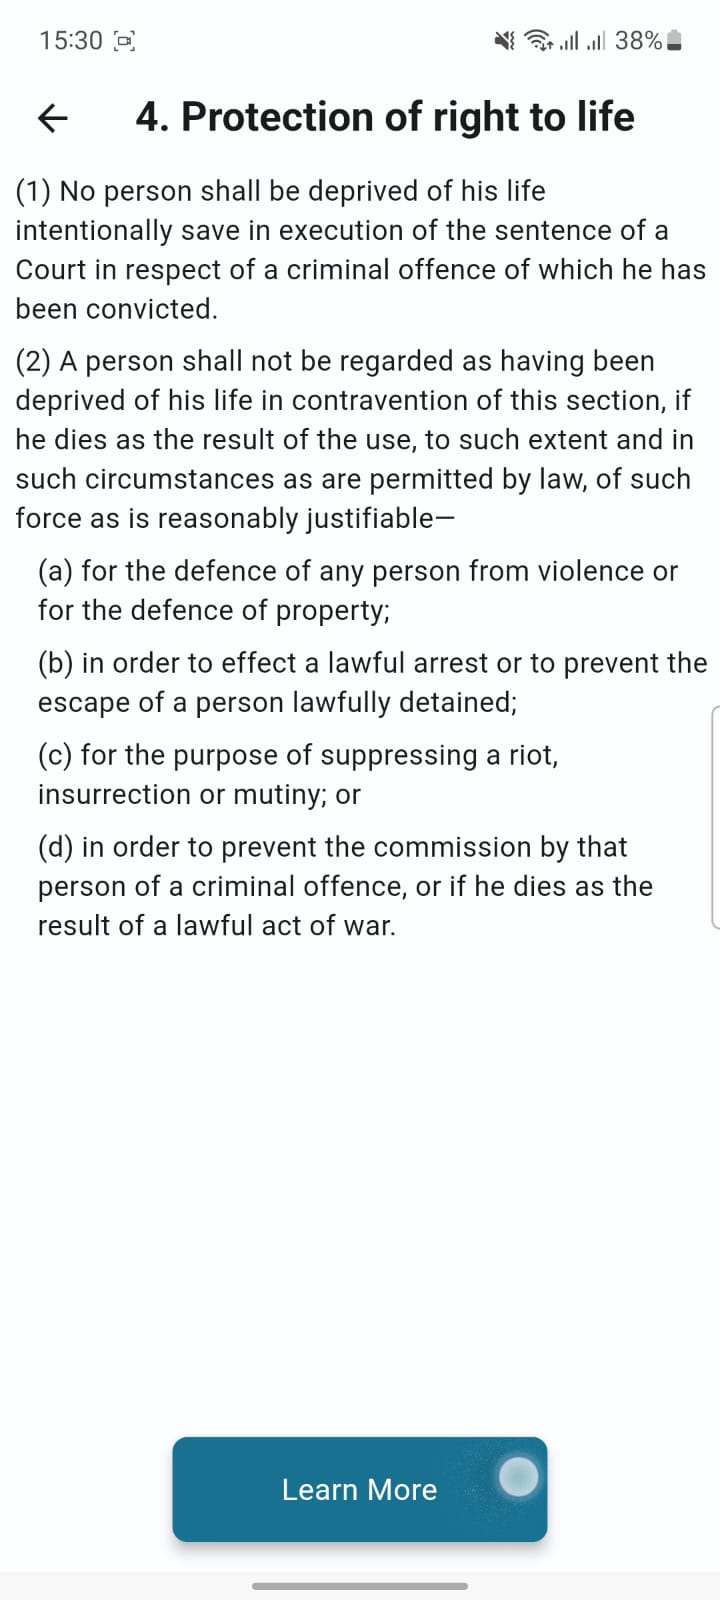 15:30
38%
4. Protection of right to life
(1) No person shall be deprived of his life
intentionally save in execution of the sentence of a
Court in respect of a criminal offence of which he has
been convicted.
(2) A person shall not be regarded as having been
deprived of his life in contravention of this section, if
he dies as the result of the use, to such extent and in
such circumstances as are permitted by law, of such
force as is reasonably justifiable—
(a) for the defence of any person from violence or
for the defence of property;
(b) in order to effect a lawful arrest or to prevent the
escape of a person lawfully detained;
(c) for the purpose of suppressing a riot,
insurrection or mutiny; or
(d) in order to prevent the commission by that
person of a criminal offence, or if he dies as the
result of a lawful act of war.
Learn More